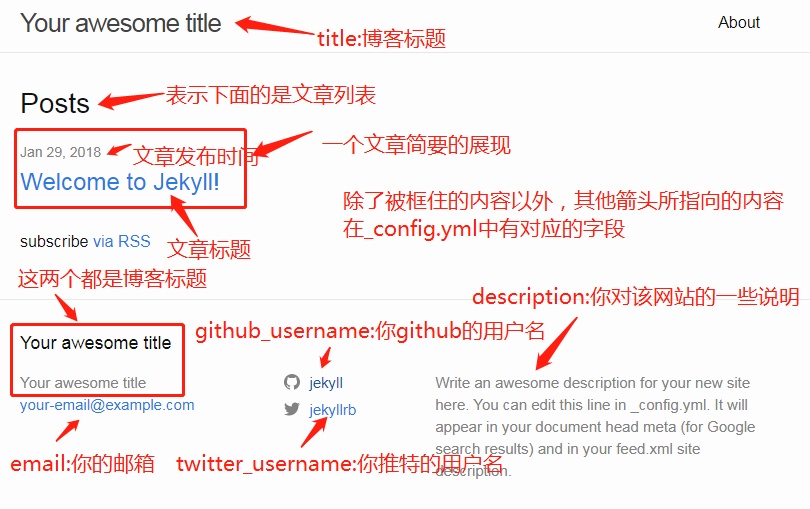 Your awesome title
About
title:博客标题
Posts
表示下面的是文章列表
Jan 29, 2018
文章发布时间
一个文章简要的展现
Welcome to Jekyll!
除了被框住的内容以外，其他箭头所指向的内容
在_config.yml中有对应的字段
subscribe via RSS
文章标题
这两个都是博客标题
description:你对该网站的一些说明
github_username:你github的用户名
Your awesome title
Your awesome title
your-email@example.com
jekyll
jekyllrb
Write an awesome description for your new site
here. You can edit this line in _config.yml. It will
appear in your document head meta (for Google
search results) and in your feed.xml site
description.
email:你的邮箱
twitter_username:你推特的用户名